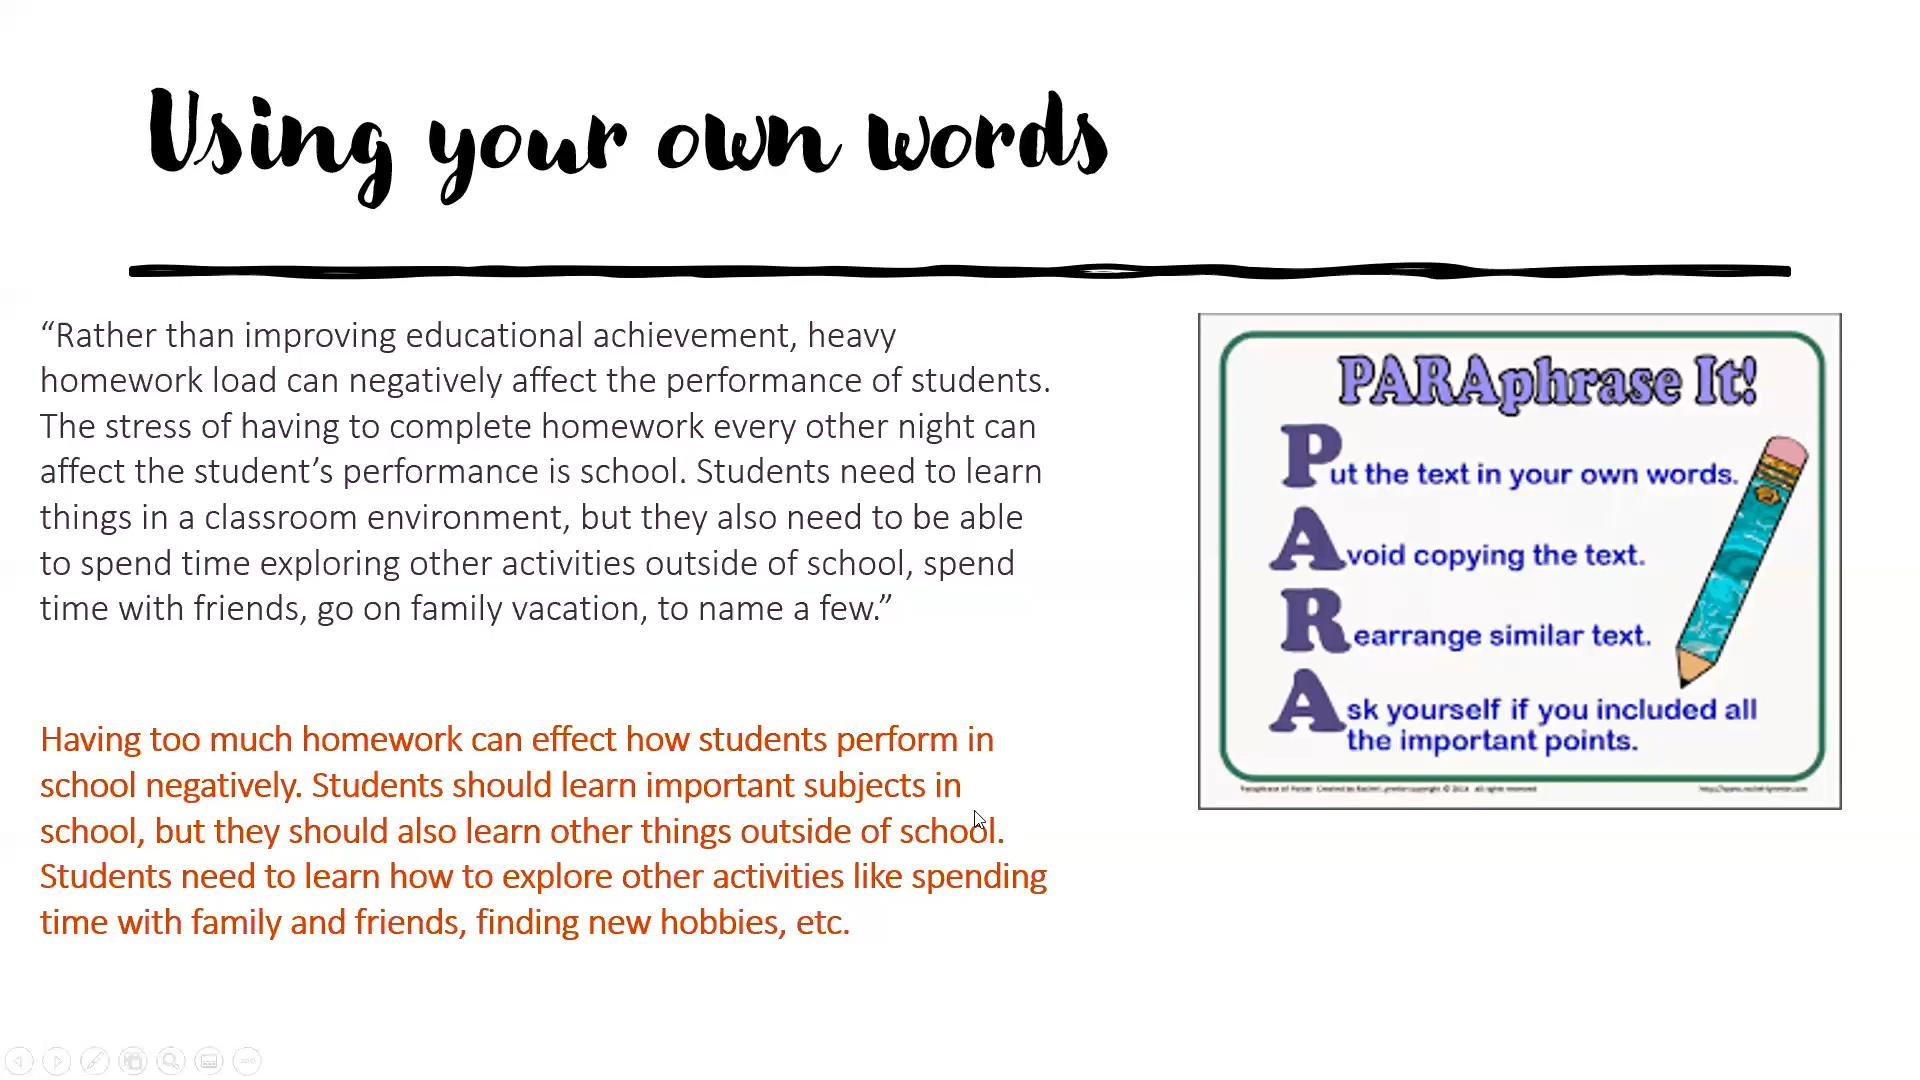 Using your own words
“Rather than improving educational achievement, heavy
homework load can negatively affect the performance of students.
The stress of having to complete homework every other night can
affect the student’s performance is school. Students need to learn
things in a classroom environment, but they also need to be able
to spend time exploring other activities outside of school, spend
time with friends, go on family vacation, to name a few.”
Having too much homework can effect how students perform in
school negatively. Students should learn important subjects in
school, but they should also learn other things outside of school.
Students need to learn how to explore other activities like spending
time with family and friends, finding new hobbies, etc.
PARAphrase It!
Put the text in your own words.
Avoid copying the text.
Rearrange similar text.
Ask yourself if you included all
the important points.